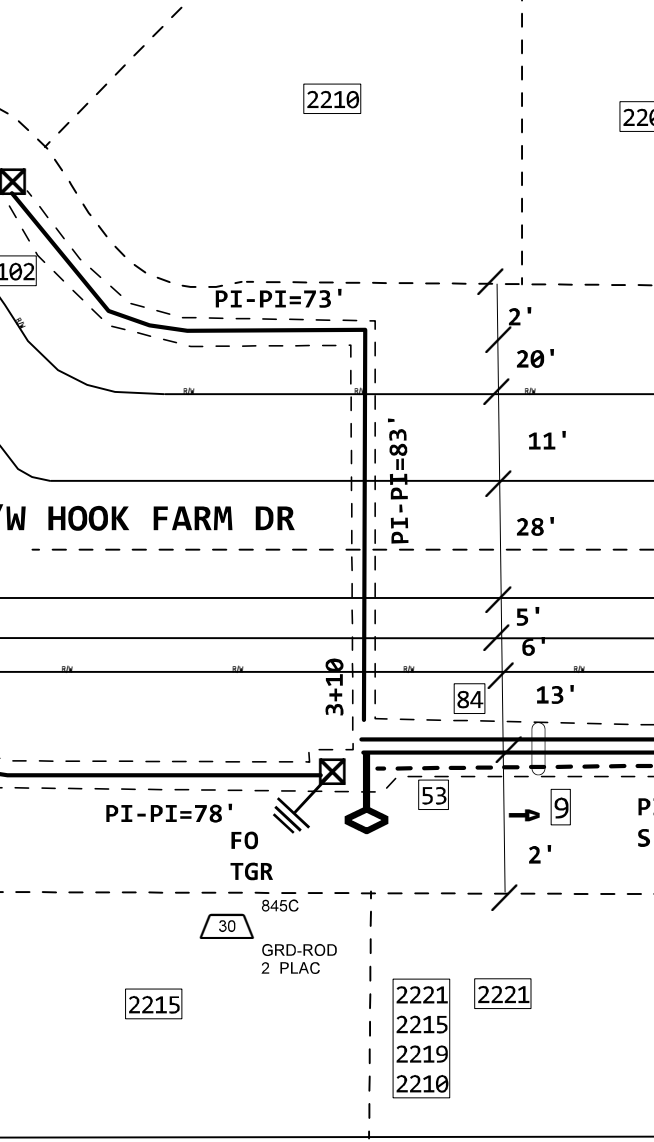 2210
220
102
PI-PI=73'
R/W
2'
20'
R/W
R/W
R/W
PI-PI=83'
11'
/W HOOK FARM DR
28'
5'
6'
R/W
R/W
R/W
R/W
3+10
84
13'
53
9
PI-PI=78'
FO
TGR
2'
S
845C
30
GRD-ROD
2 PLAC
2215
2221
2215
2219
2210
2221